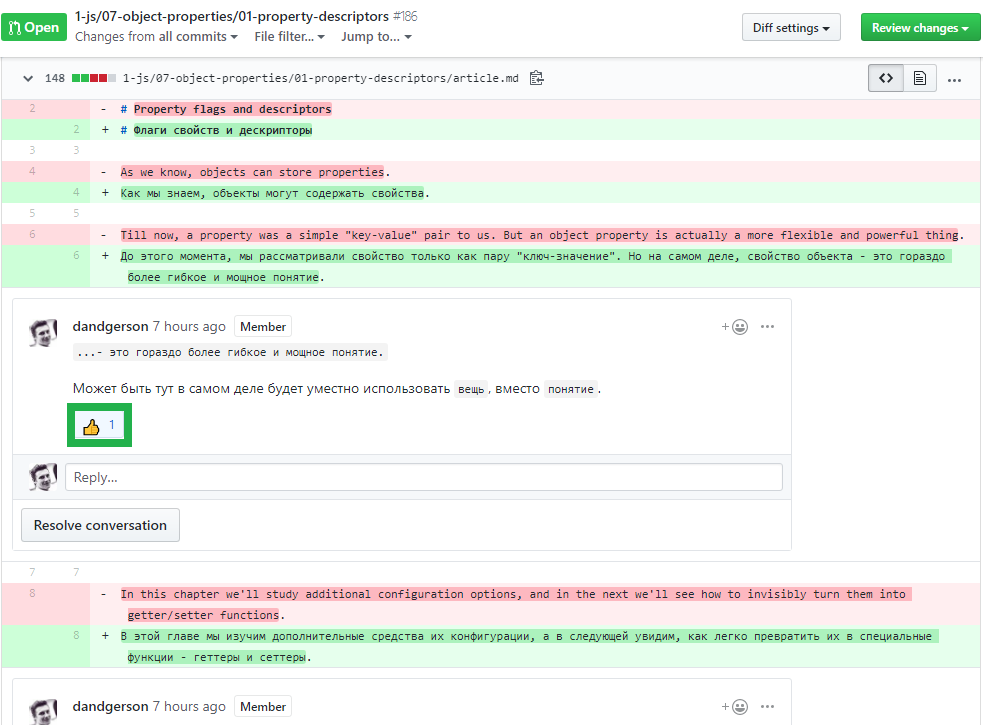 Open
1-js/07-object-properties/01-property-descriptors #186
Changes from all commits File filter... Jump to...
Diff settings
Review changes
148 1-js/07-object-properties/01-property-descriptors/article.md
2 - # Property flags and descriptors
2 + # Флаги свойств и дескрипторы
3 3
4 - As we know, objects can store properties.
4 + Как мы знаем, объекты могут содержать свойства.
5 5
6 - Till now, a property was a simple "key-value" pair to us. But an object property is actually a more flexible and powerful thing.
6 + До этого момента, мы рассматривали свойство только как пару "ключ-значение". Но на самом деле, свойство объекта - это гораздо
более гибкое и мощное понятие.
dandgerson 7 hours ago Member
...- это гораздо более гибкое и мощное понятие.
Может быть тут в самом деле будет уместно использовать вещь, вместо понятие.
1
Reply...
Resolve conversation
7 7
8 - In this chapter we'll study additional configuration options, and in the next we'll see how to invisibly turn them into
getter/setter functions.
8 + В этой главе мы изучим дополнительные средства их конфигурации, а в следующей увидим, как легко превратить их в специальные
функции - геттеры и сеттеры.
dandgerson 7 hours ago Member